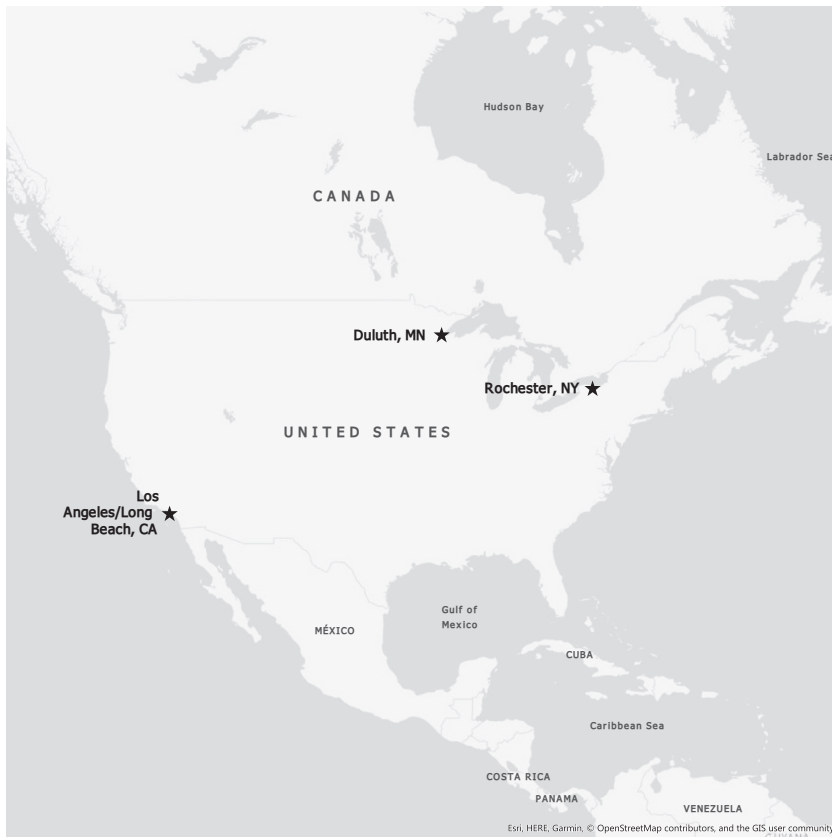 Hudson Bay
Labrador Sea
CANADA
Duluth, MN
Rochester, NY
UNITED STATES
Los
Angeles/Long
Beach, CA
Gulf of
Mexico
MÉXICO
CUBA
Caribbean Sea
COSTA RICA
PANAMA
VENEZUELA
Esri, HERE, Garmin, © OpenStreetMap contributors, and the GIS user community